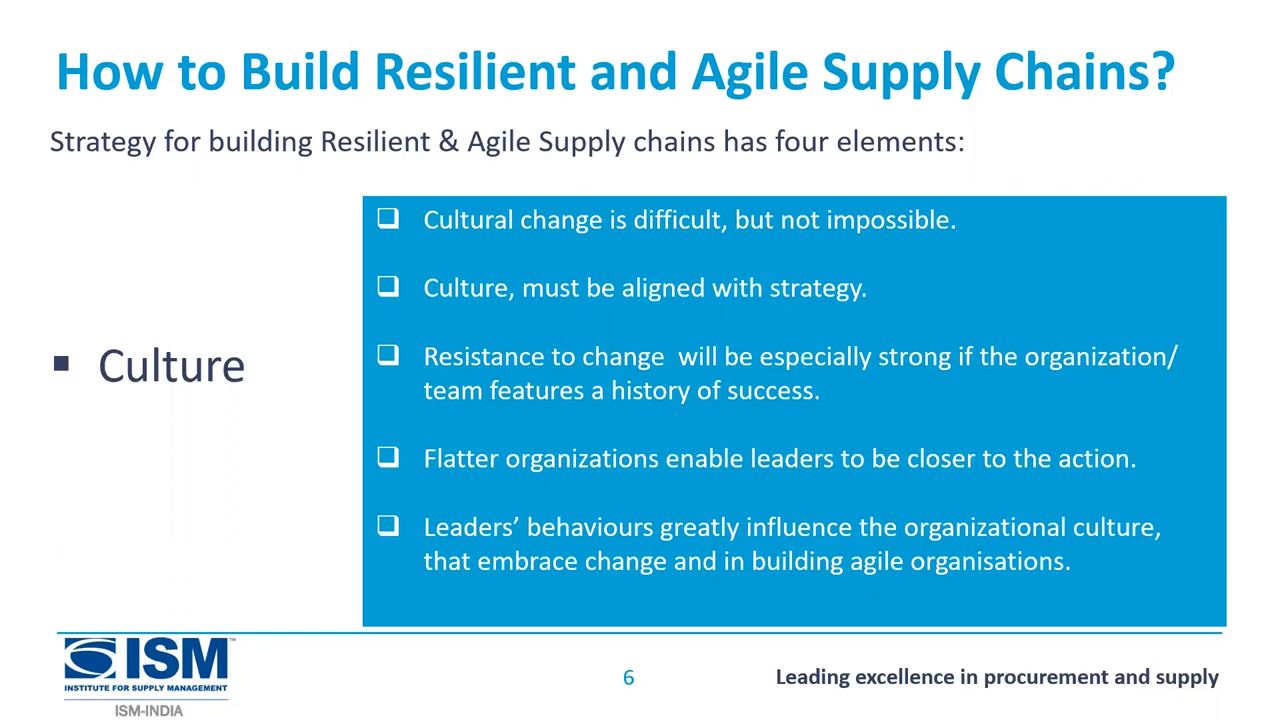 How to Build Resilient and Agile Supply Chains?
Strategy for building Resilient & Agile Supply chains has four elements:
Culture
Cultural change is difficult, but not impossible.
Culture, must be aligned with strategy.
Resistance to change  will be especially strong if the organization/
team features a history of success.
Flatter organizations enable leaders to be closer to the action.
Leaders’ behaviours greatly influence the organizational culture,
that embrace change and in building agile organisations.
ISM™
INSTITUTE FOR SUPPLY MANAGEMENT
ISM-INDIA
6
Leading excellence in procurement and supply